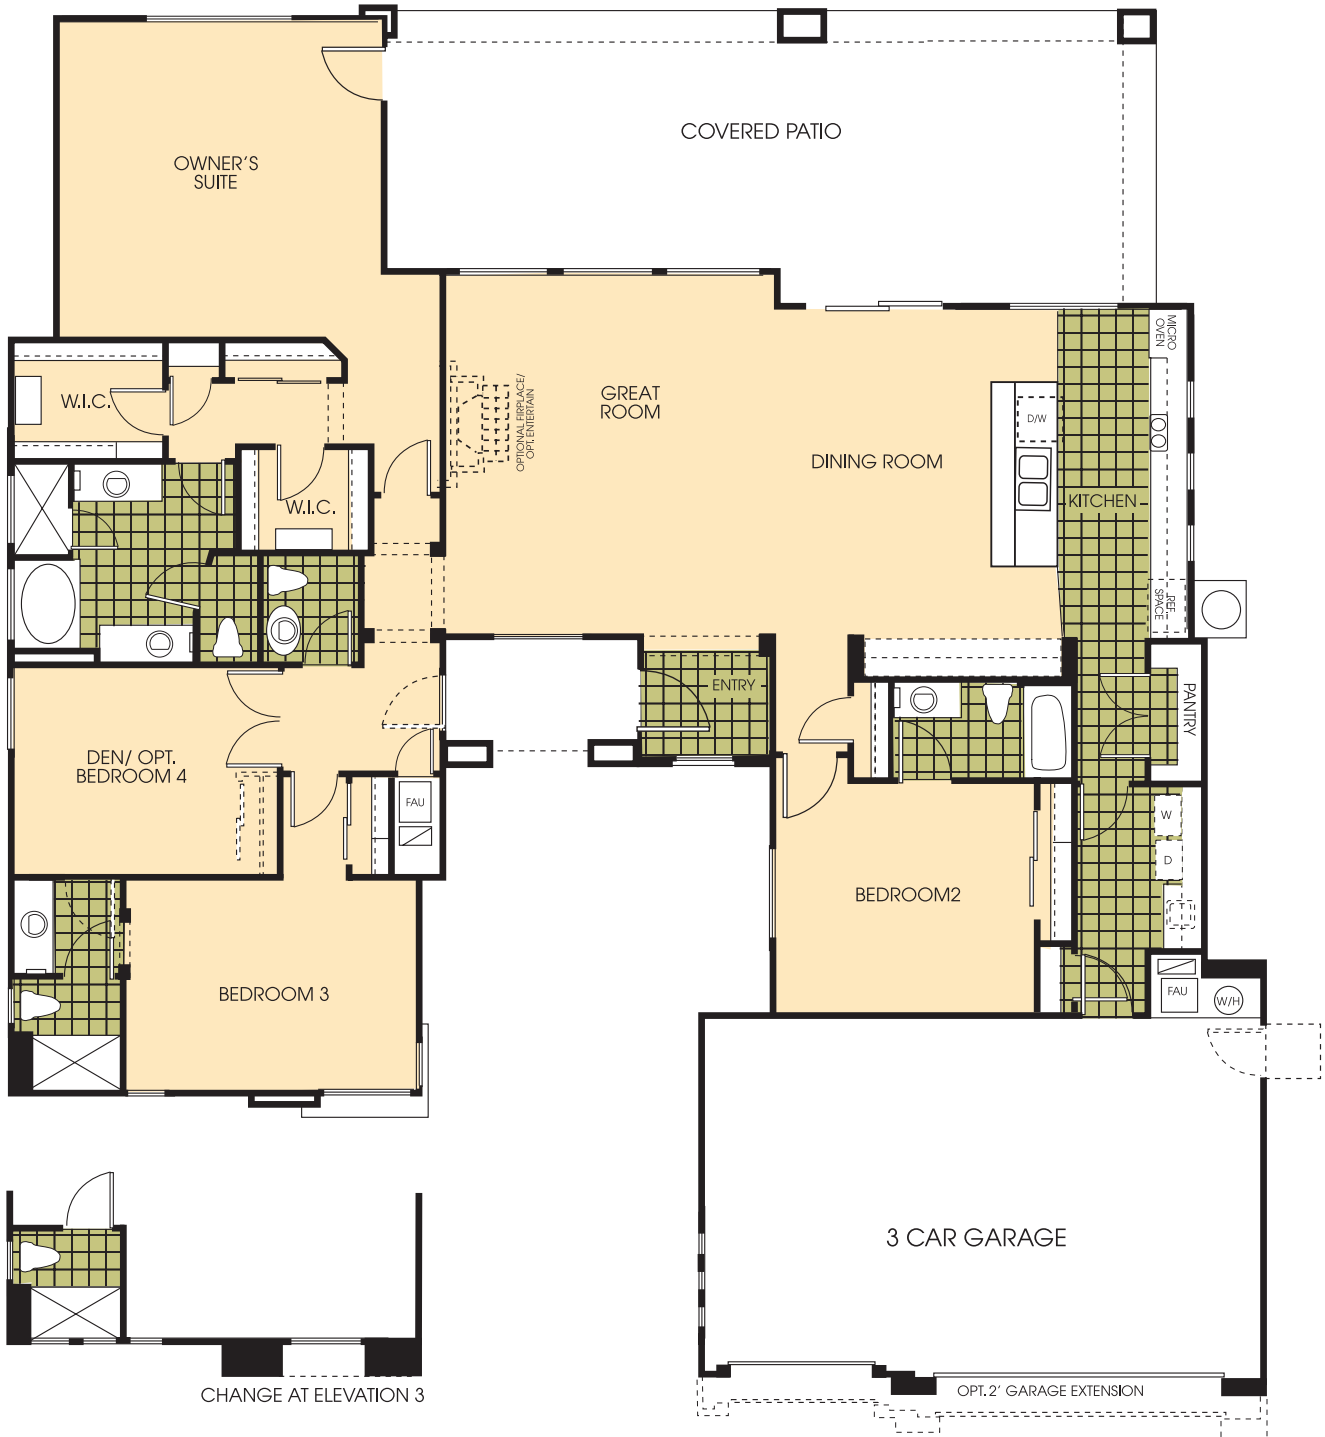 COVERED PATIO
OWNER'S
SUITE
MICRO
OVEN
W.I.C.
OPTIONAL FIRPLACE/
OPT. ENTERTAIN
GREAT
ROOM
D/W
DINING ROOM
KITCHEN
W.I.C.
REF.
SPACE
ENTRY
PANTRY
DEN/ OPT.
BEDROOM 4
FAU
W
D
BEDROOM2
BEDROOM 3
FAU
W/H
3 CAR GARAGE
CHANGE AT ELEVATION 3
OPT. 2' GARAGE EXTENSION